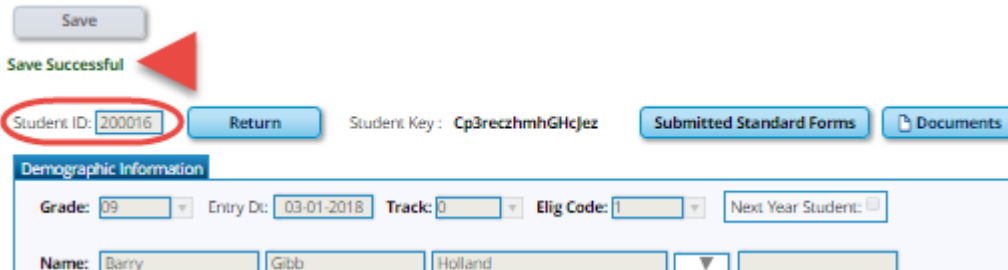 Save
Save Successful
Student ID: 200016 Return Student Key : Cp3reczhmhGHcJez Submitted Standard Forms Documents
Demographic Information
Grade: 09 Entry Dt: 03-01-2018 Track: 0 Elig Code: 1 Next Year Student:
Name: Barry Gibb Holland